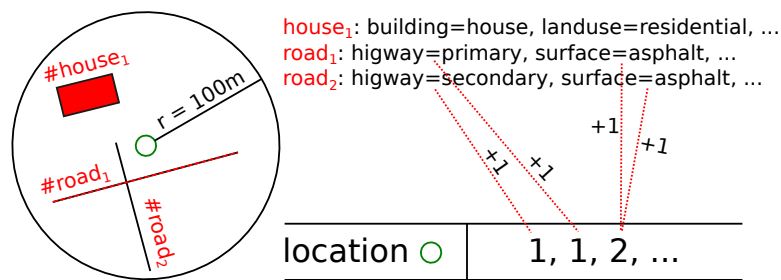 #house₁
r = 100m
#road₁
#road₂
house₁: building=house, landuse=residential, ...
road₁: higway=primary, surface=asphalt, ...
road₂: higway=secondary, surface=asphalt, ...
+1
+1
+1
+1
location
1, 1, 2, ...